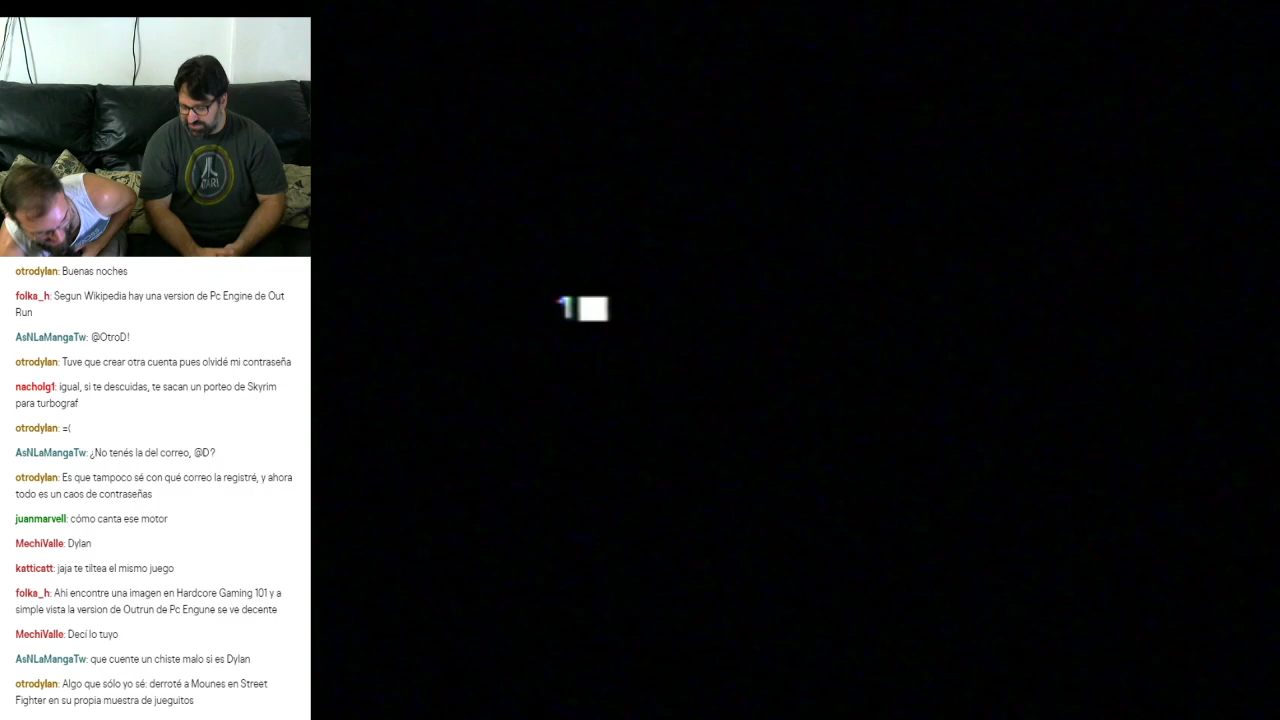 ATARI
otrodylan: Buenas noches
folka_h: Segun Wikipedia hay una version de Pc Engine de Out
Run
AsNLaMangaTw: @OtroD!
otrodylan: Tuve que crear otra cuenta pues olvidé mi contraseña
nacholg1: igual, si te descuidas, te sacan un porteo de Skyrim
para turbograf
otrodylan: =(
AsNLaMangaTw: ¿No tenés la del correo, @D?
otrodylan: Es que tampoco sé con qué correo la registré, y ahora
todo es un caos de contraseñas
juanmarvell: cómo canta ese motor
MechiValle: Dylan
katticatt: jaja te tiltea el mismo juego
folka_h: Ahi encontre una imagen en Hardcore Gaming 101 y a
simple vista la version de Outrun de Pc Engune se ve decente
MechiValle: Decí lo tuyo
AsNLaMangaTw: que cuente un chiste malo si es Dylan
otrodylan: Algo que sólo yo sé: derroté a Mounes en Street
Fighter en su propia muestra de jueguitos